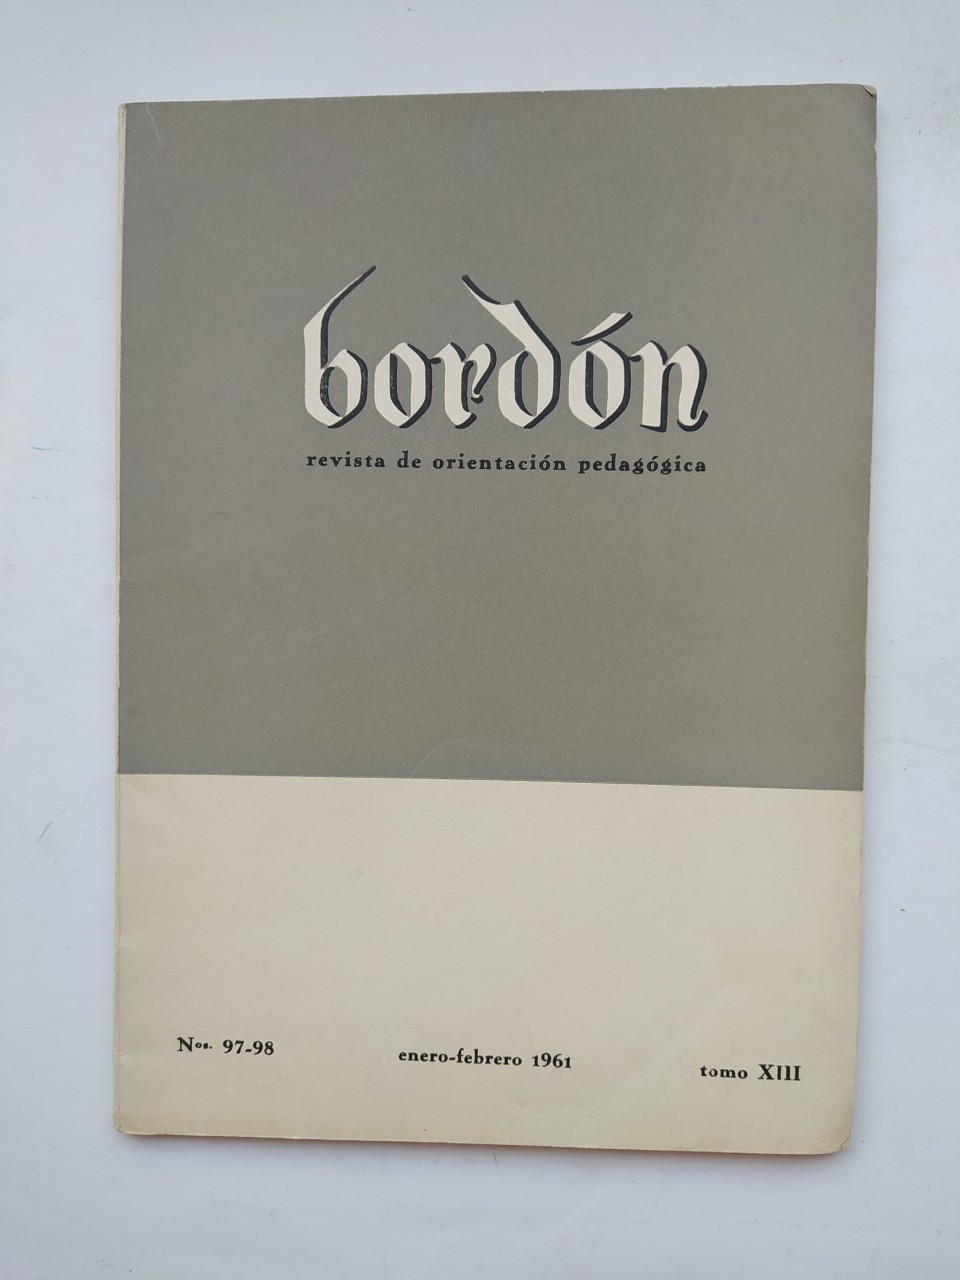 bordón
revista de orientación pedagógica
Nos. 97-98
enero-febrero 1961
tomo XIII